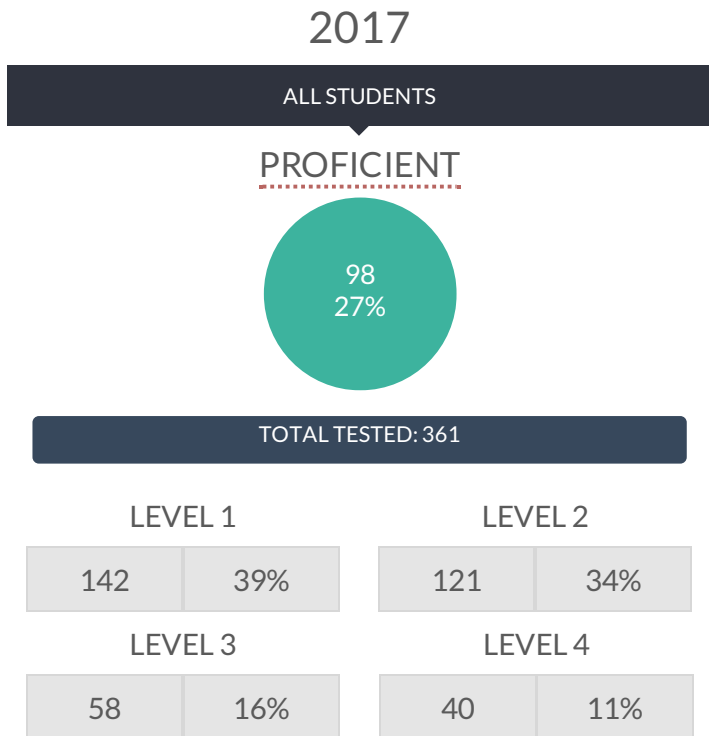 2017
ALL STUDENTS
PROFICIENT
98
27%
TOTAL TESTED: 361
LEVEL 1 LEVEL 2
142 39% 121 34%
LEVEL 3 LEVEL 4
58 16% 40 11%